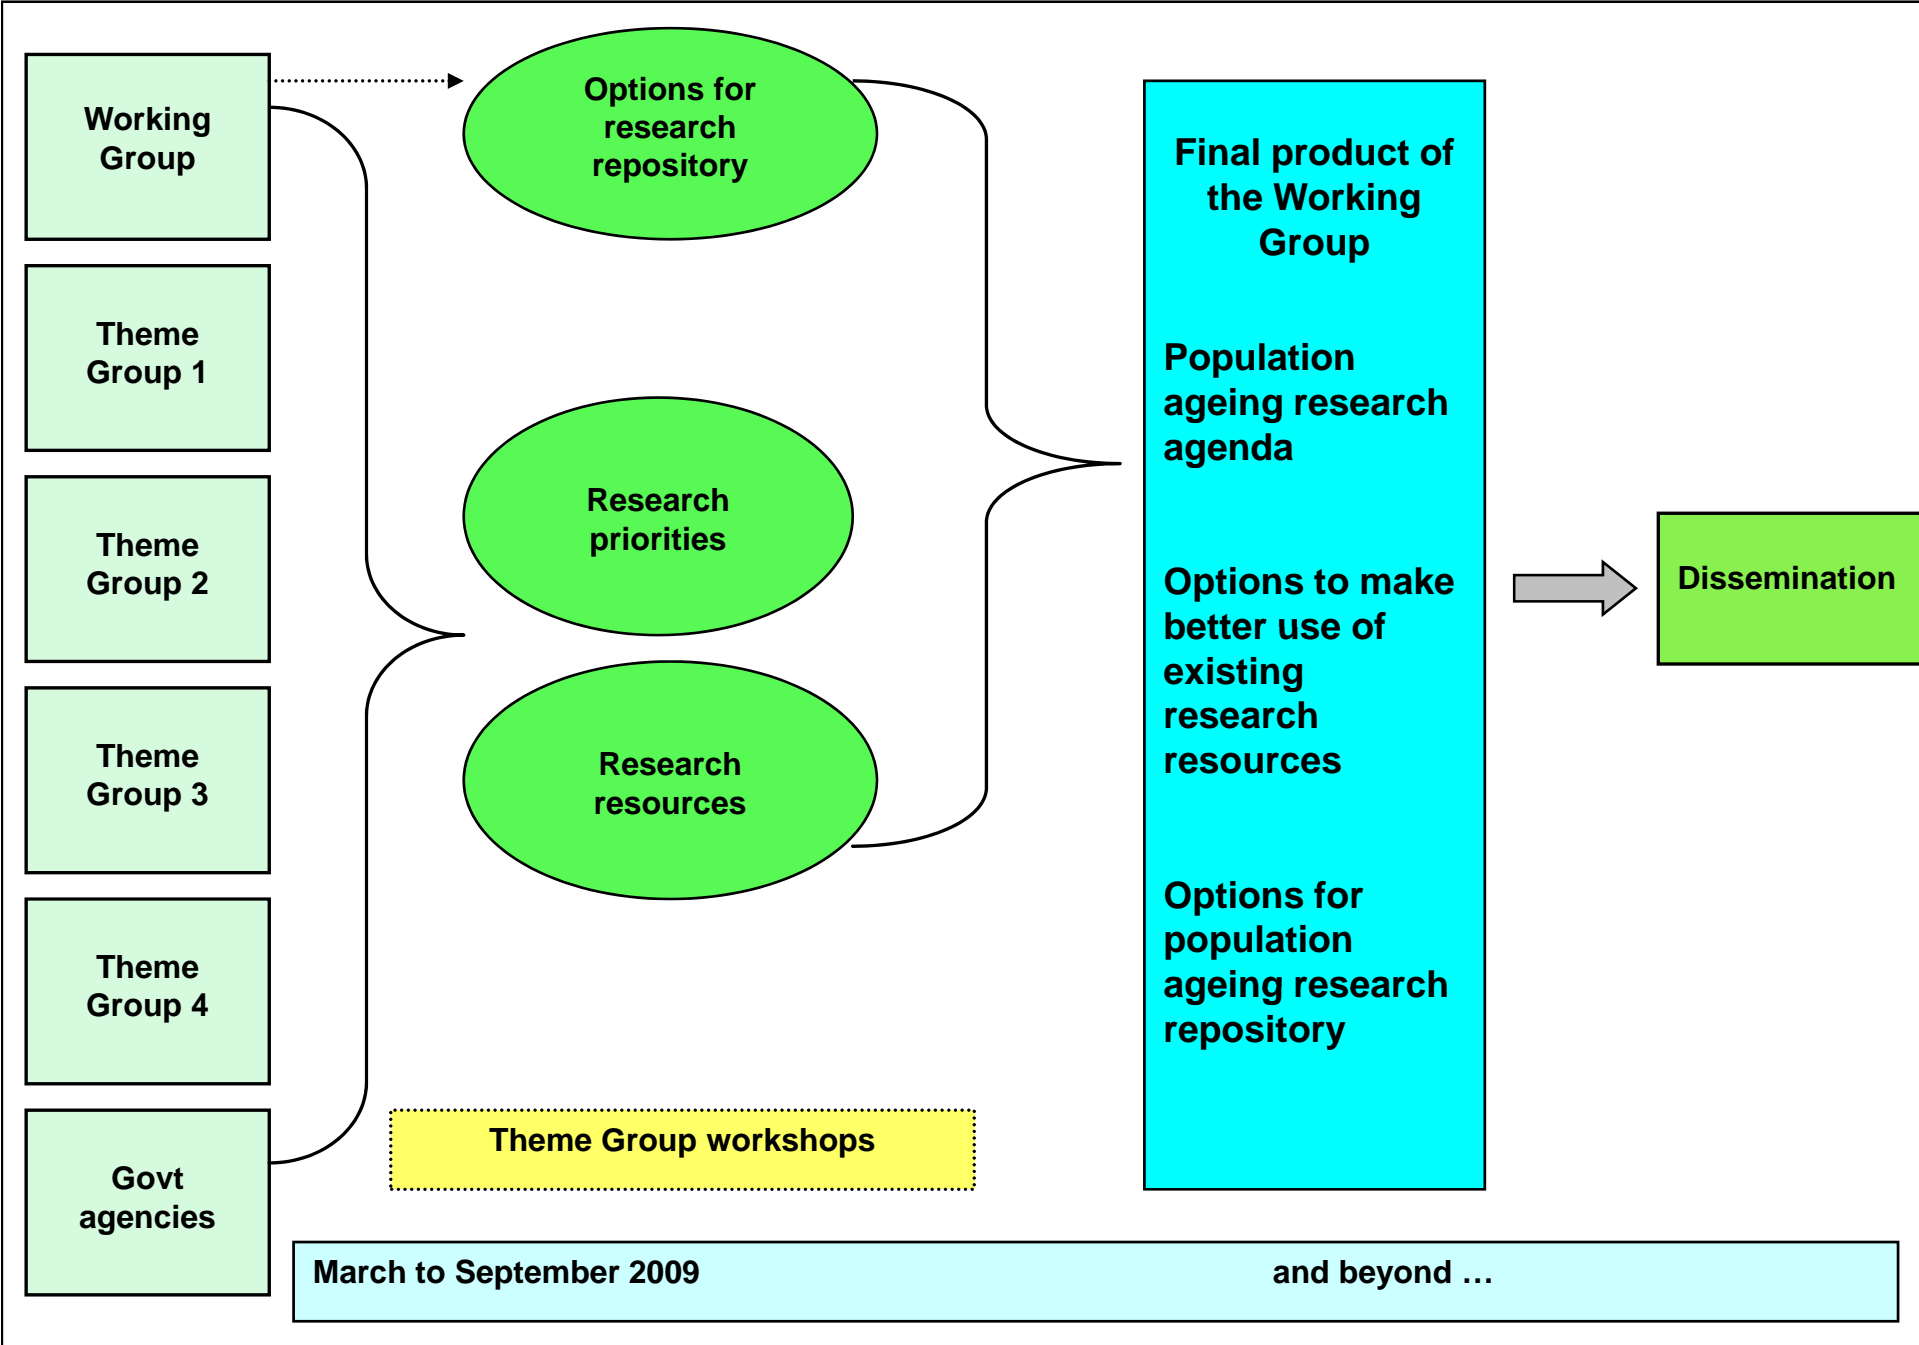 Working
Group
Theme
Group 1
Theme
Group 2
Theme
Group 3
Theme
Group 4
Govt
agencies
Options for
research
repository
Research
priorities
Research
resources
Theme Group workshops
Final product of
the Working
Group
Population
ageing research
agenda
Options to make
better use of
existing
research
resources
Options for
population
ageing research
repository
Dissemination
March to September 2009
and beyond …